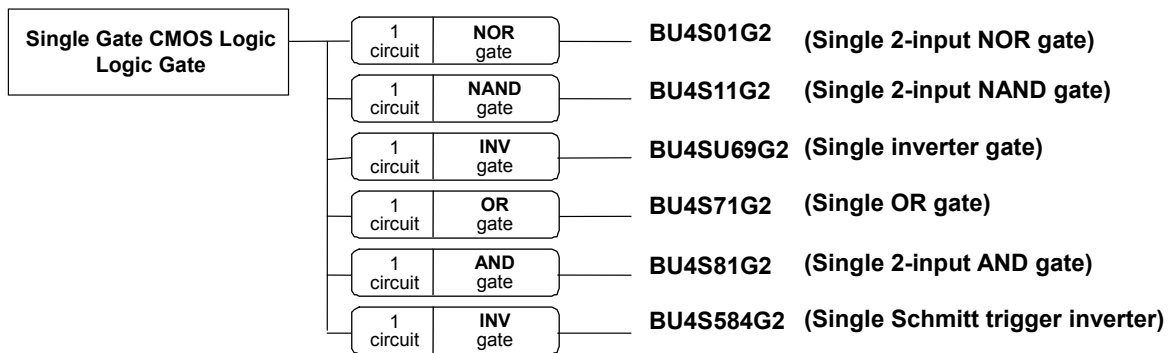 Single Gate CMOS Logic
Logic Gate
1 circuit NOR gate BU4S01G2 (Single 2-input NOR gate)
1 circuit NAND gate BU4S11G2 (Single 2-input NAND gate)
1 circuit INV gate BU4SU69G2 (Single inverter gate)
1 circuit OR gate BU4S71G2 (Single OR gate)
1 circuit AND gate BU4S81G2 (Single 2-input AND gate)
1 circuit INV gate BU4S584G2 (Single Schmitt trigger inverter)